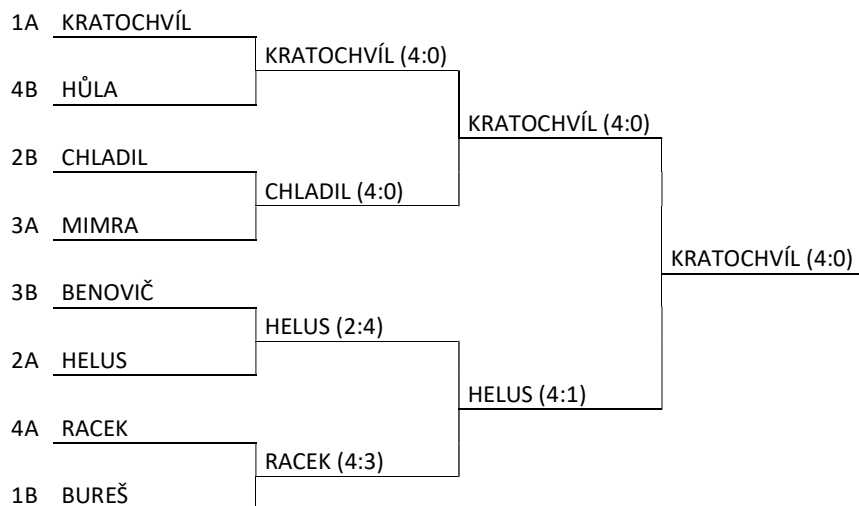 1A KRATOCHVÍL
KRATOCHVÍL (4:0)
4B HŮLA
KRATOCHVÍL (4:0)
2B CHLADIL
CHLADIL (4:0)
3A MIMRA
KRATOCHVÍL (4:0)
3B BENOVIČ
HELUS (2:4)
2A HELUS
HELUS (4:1)
4A RACEK
RACEK (4:3)
1B BUREŠ